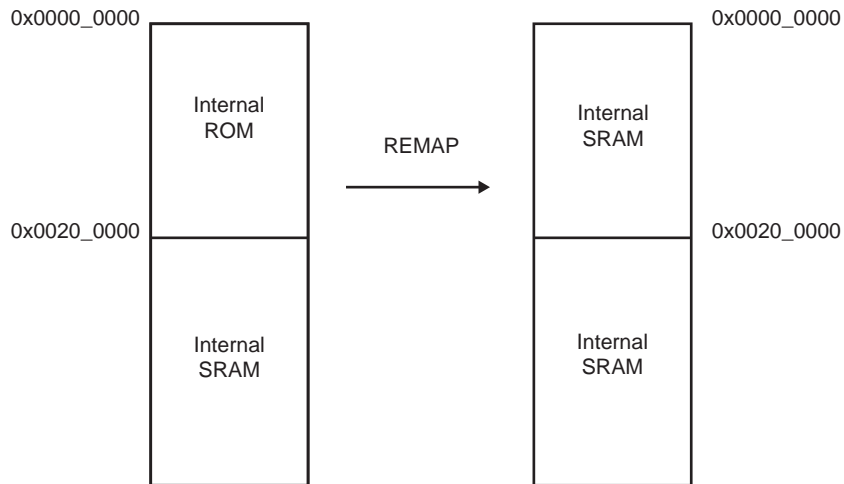 0x0000_0000
Internal
ROM
0x0020_0000
Internal
SRAM
REMAP
0x0000_0000
Internal
SRAM
0x0020_0000
Internal
SRAM